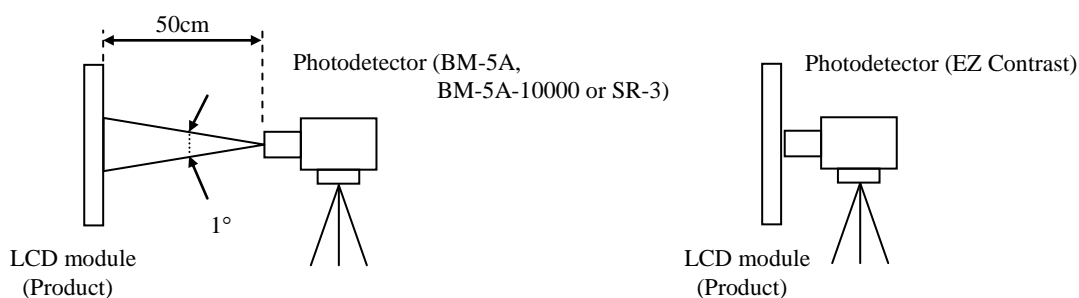 50cm
Photodetector (BM-5A,
BM-5A-10000 or SR-3)
1°
LCD module
(Product)
Photodetector (EZ Contrast)
LCD module
(Product)